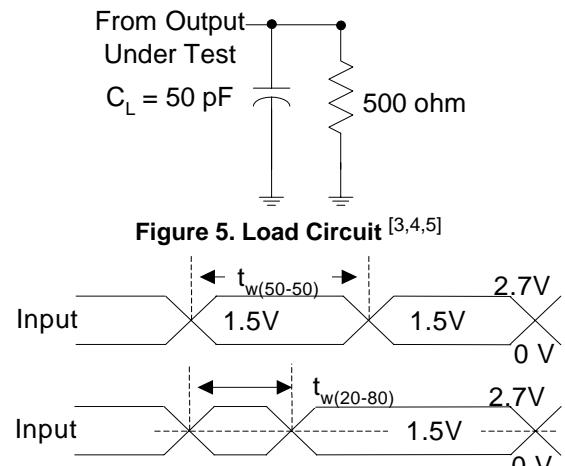 From Output
Under Test
C_L = 50 pF
500 ohm
Figure 5. Load Circuit [3,4,5]
t_w(50-50)
2.7V
Input
1.5V
1.5V
0 V
t_w(20-80)
2.7V
Input
1.5V
0 V